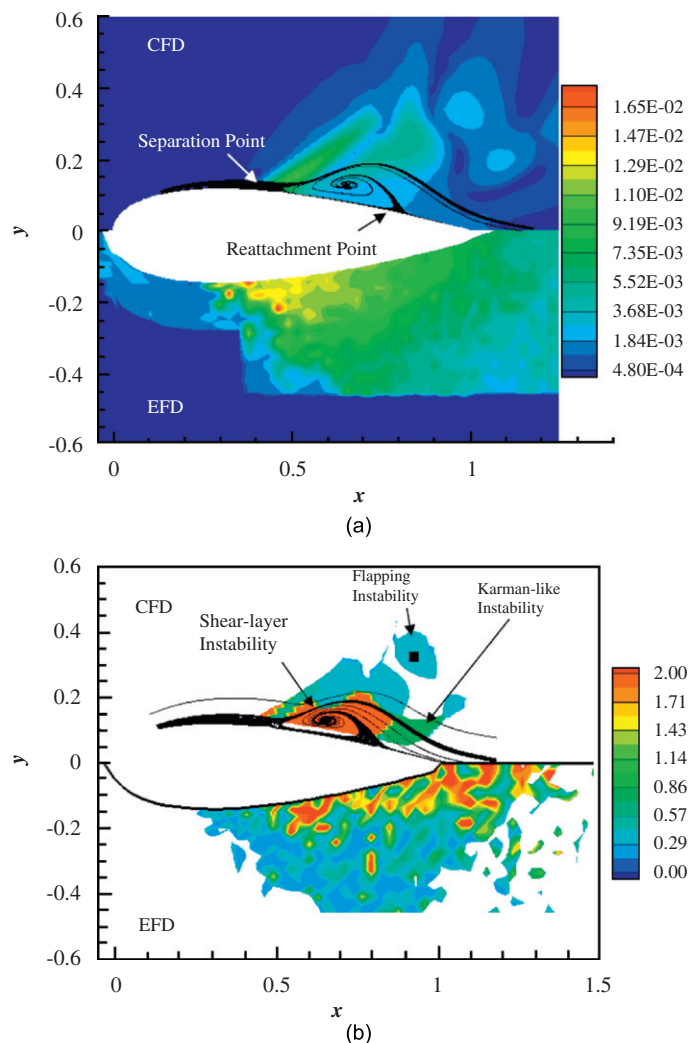 0.6
CFD
0.4
Separation Point
0.2
y
0
Reattachment Point
-0.2
-0.4
EFD
-0.6
0
0.5
1
x
1.65E-02
1.47E-02
1.29E-02
1.10E-02
9.19E-03
7.35E-03
5.52E-03
3.68E-03
1.84E-03
4.80E-04
(a)
0.6
CFD
Flapping
Instability
Karman-like
Instability
0.4
Shear-layer
Instability
0.2
y
0
-0.2
-0.4
EFD
-0.6
0
0.5
1
1.5
x
2.00
1.71
1.43
1.14
0.86
0.57
0.29
0.00
(b)